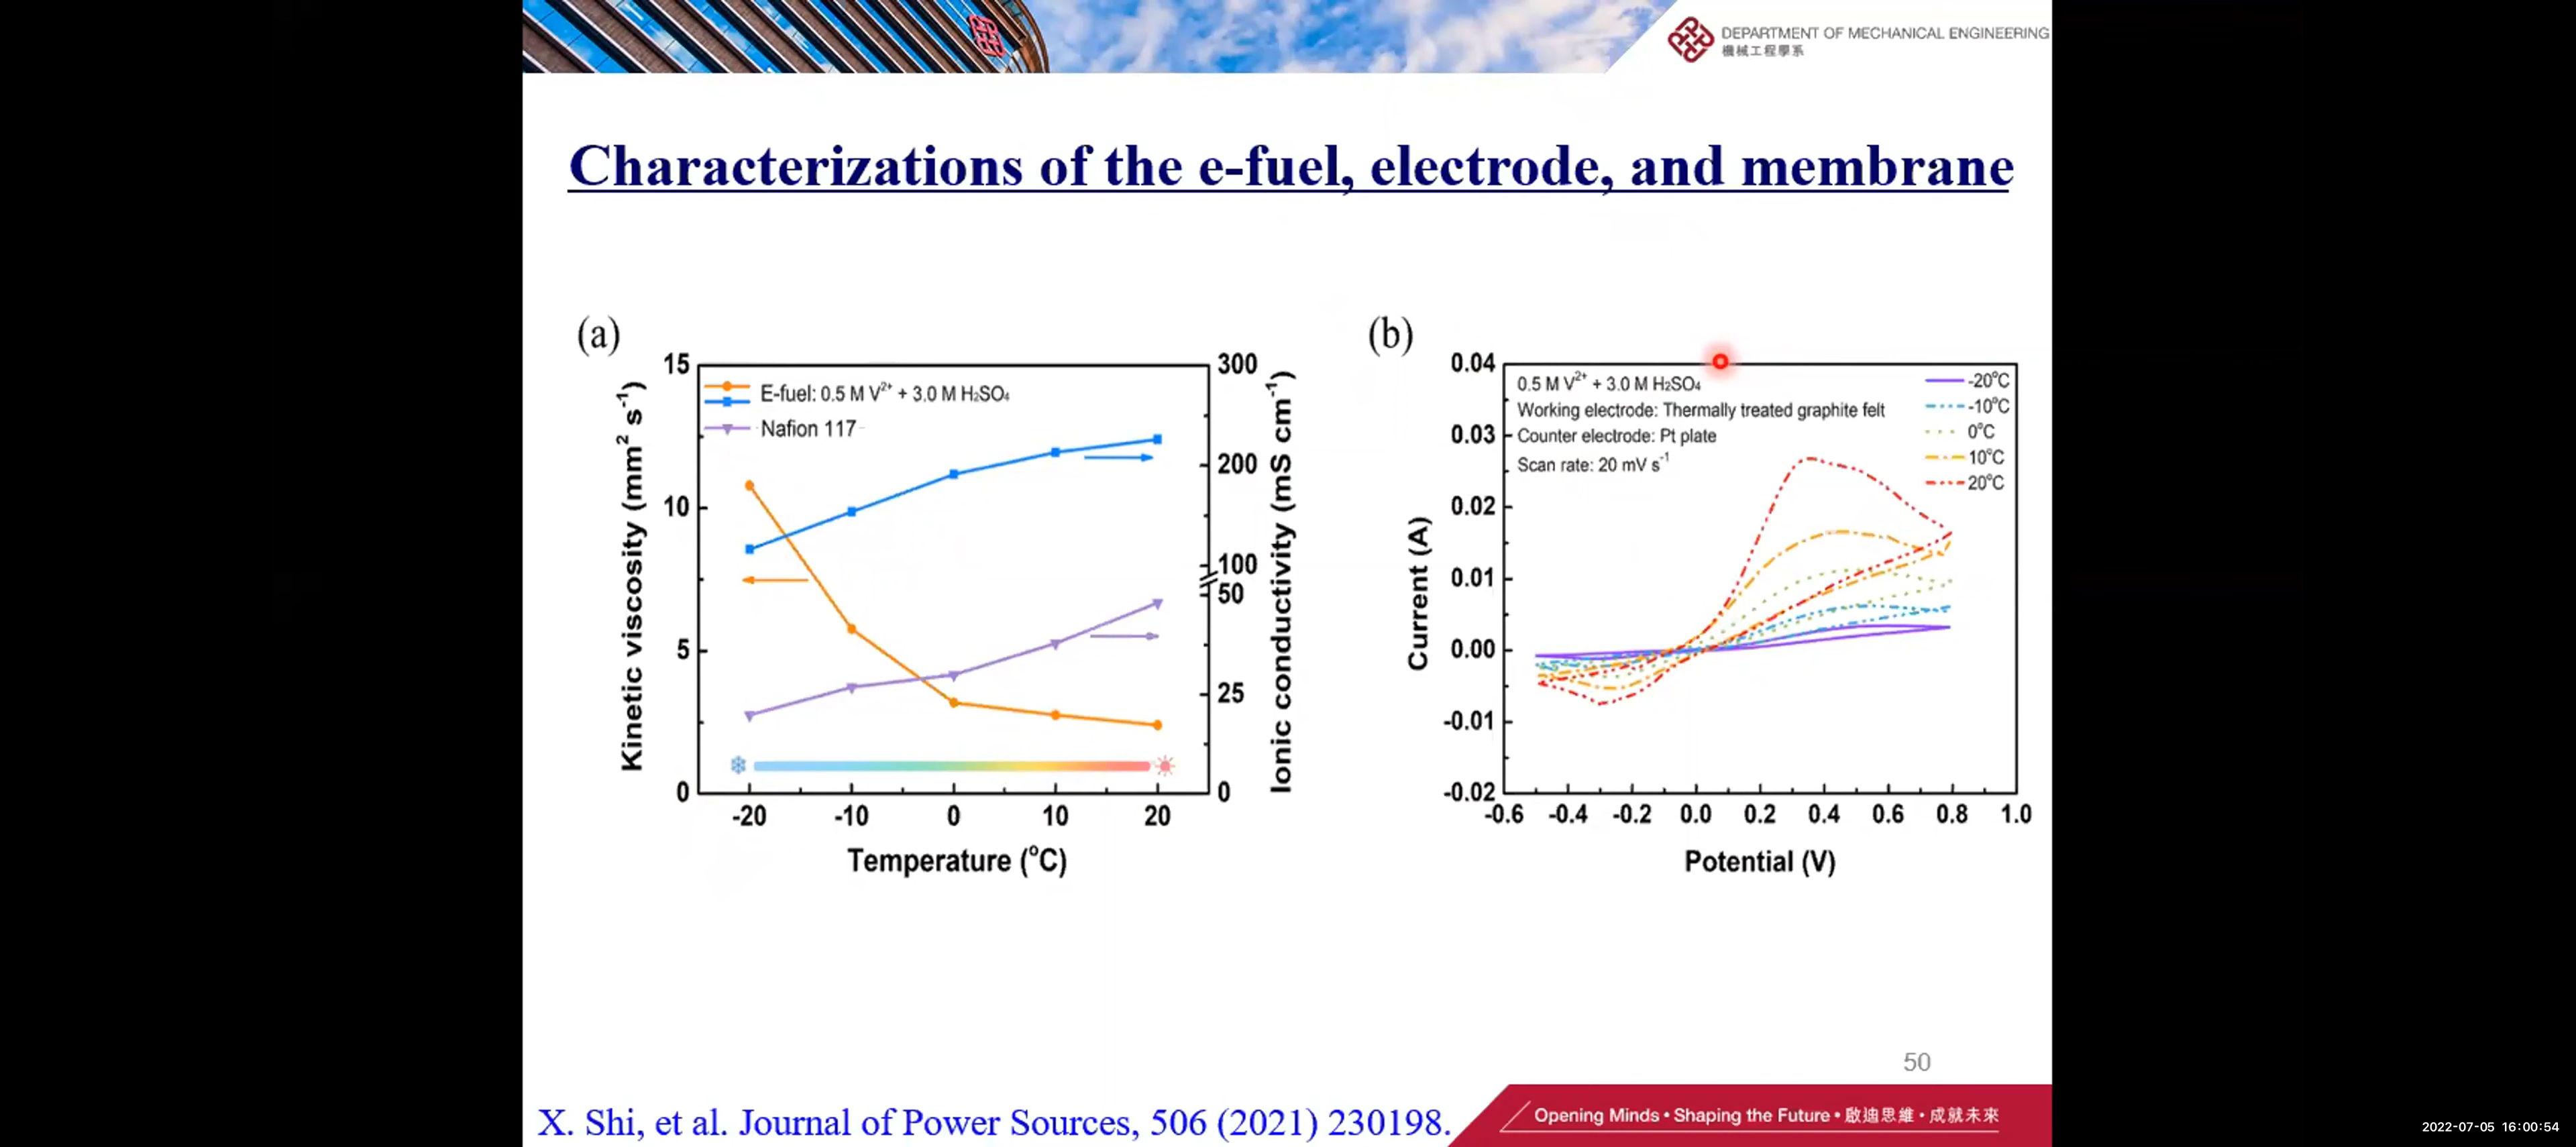 DEPARTMENT OF MECHANICAL ENGINEERING
機械工程學系
Characterizations of the e-fuel, electrode, and membrane
(a)
Kinetic viscosity (mm² s⁻¹)
15
10
5
0
E-fuel: 0.5 M V²⁺ + 3.0 M H₂SO₄
Nafion 117
300
200
100
50
25
0
Ionic conductivity (mS cm⁻¹)
-20 -10 0 10 20
Temperature (°C)
(b)
Current (A)
0.04
0.03
0.02
0.01
0.00
-0.01
-0.02
0.5 M V²⁺ + 3.0 M H₂SO₄
Working electrode: Thermally treated graphite felt
Counter electrode: Pt plate
Scan rate: 20 mV s⁻¹
-20°C
-10°C
0°C
10°C
20°C
-0.6 -0.4 -0.2 0.0 0.2 0.4 0.6 0.8 1.0
Potential (V)
50
X. Shi, et al. Journal of Power Sources, 506 (2021) 230198.
Opening Minds • Shaping the Future • 啟迪思維 • 成就未來
2022-07-05 16:00:54